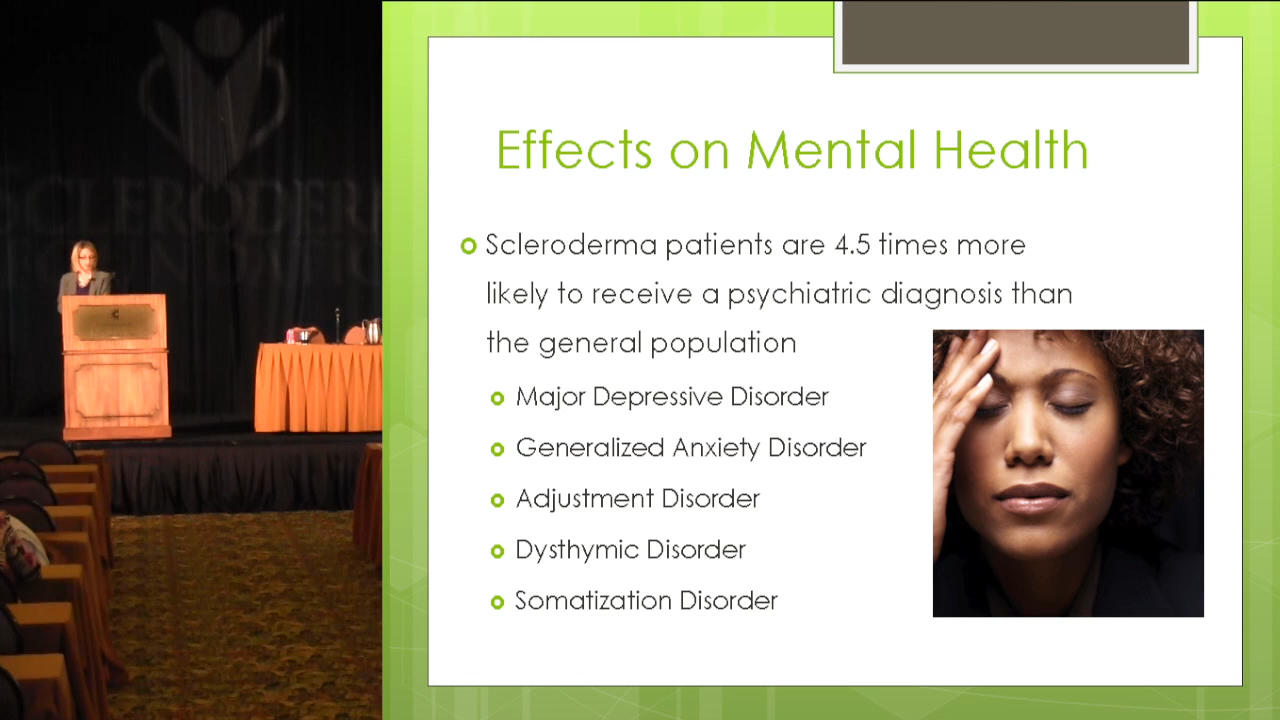 Effects on Mental Health
Scleroderma patients are 4.5 times more
likely to receive a psychiatric diagnosis than
the general population
Major Depressive Disorder
Generalized Anxiety Disorder
Adjustment Disorder
Dysthymic Disorder
Somatization Disorder